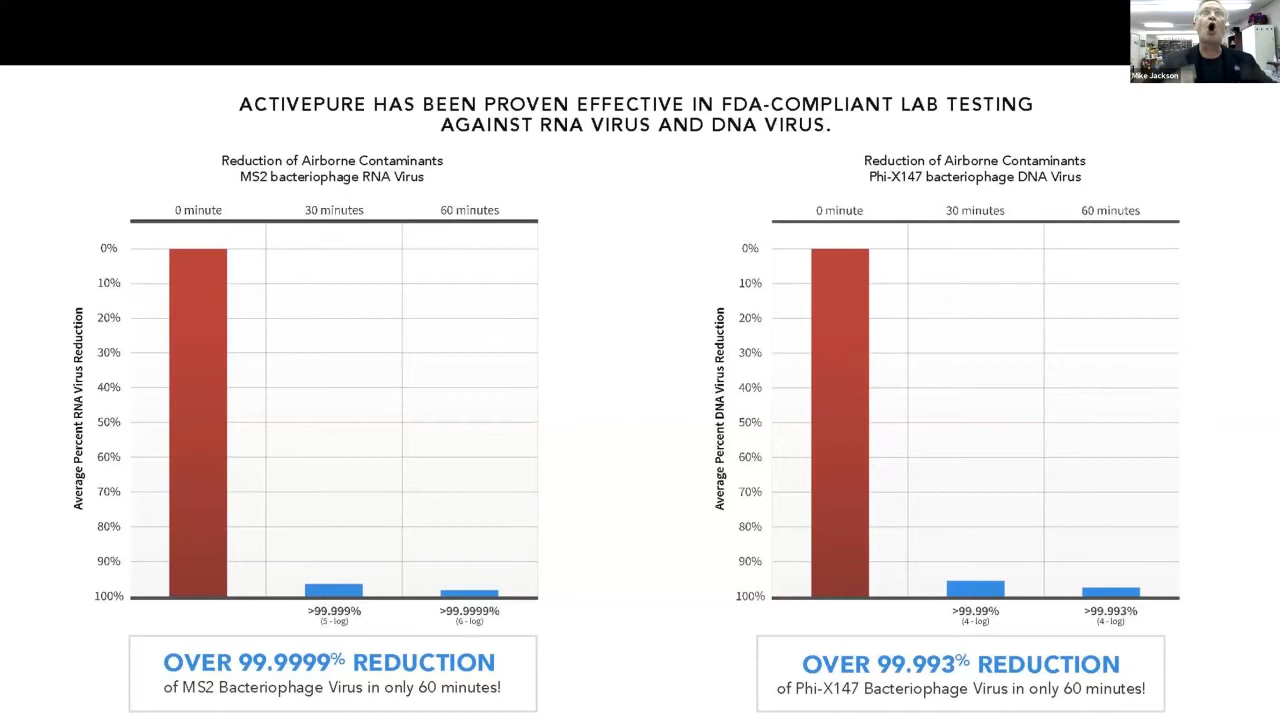 Mike Jackson
ACTIVEPURE HAS BEEN PROVEN EFFECTIVE IN FDA-COMPLIANT LAB TESTING
AGAINST RNA VIRUS AND DNA VIRUS.
Reduction of Airborne Contaminants
MS2 bacteriophage RNA Virus
0 minute 30 minutes 60 minutes
Average Percent RNA Virus Reduction
0%
10%
20%
30%
40%
50%
60%
70%
80%
90%
100%
>99.999% >99.9999%
(5 - log) (6 - log)
OVER 99.9999% REDUCTION
of MS2 Bacteriophage Virus in only 60 minutes!
Reduction of Airborne Contaminants
Phi-X147 bacteriophage DNA Virus
0 minute 30 minutes 60 minutes
Average Percent DNA Virus Reduction
0%
10%
20%
30%
40%
50%
60%
70%
80%
90%
100%
>99.99% >99.993%
(4 - log) (4 - log)
OVER 99.993% REDUCTION
of Phi-X147 Bacteriophage Virus in only 60 minutes!